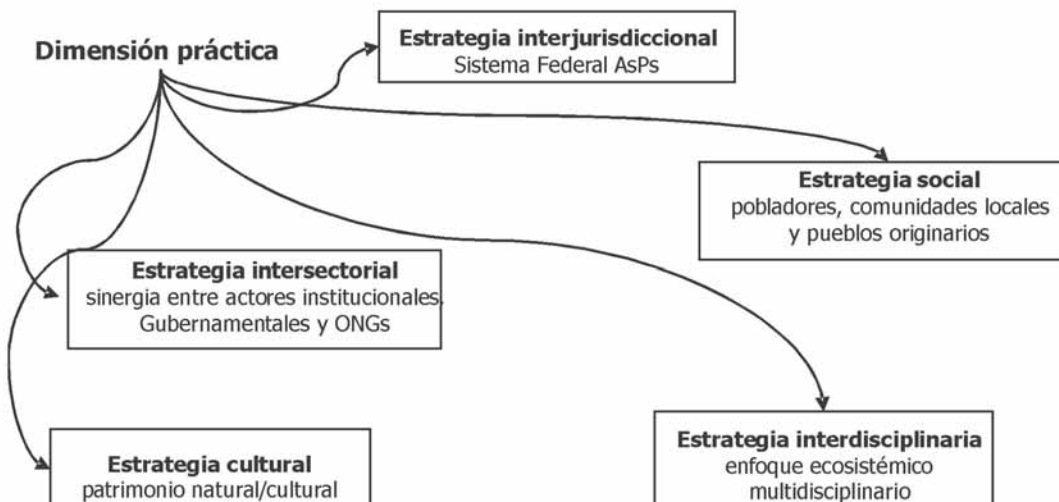 Dimensión práctica
Estrategia interjurisdiccional
Sistema Federal AsPs
Estrategia social
pobladores, comunidades locales
y pueblos originarios
Estrategia intersectorial
sinergia entre actores institucionales.
Gubernamentales y ONGs
Estrategia cultural
patrimonio natural/cultural
Estrategia interdisciplinaria
enfoque ecosistémico
multidisciplinario